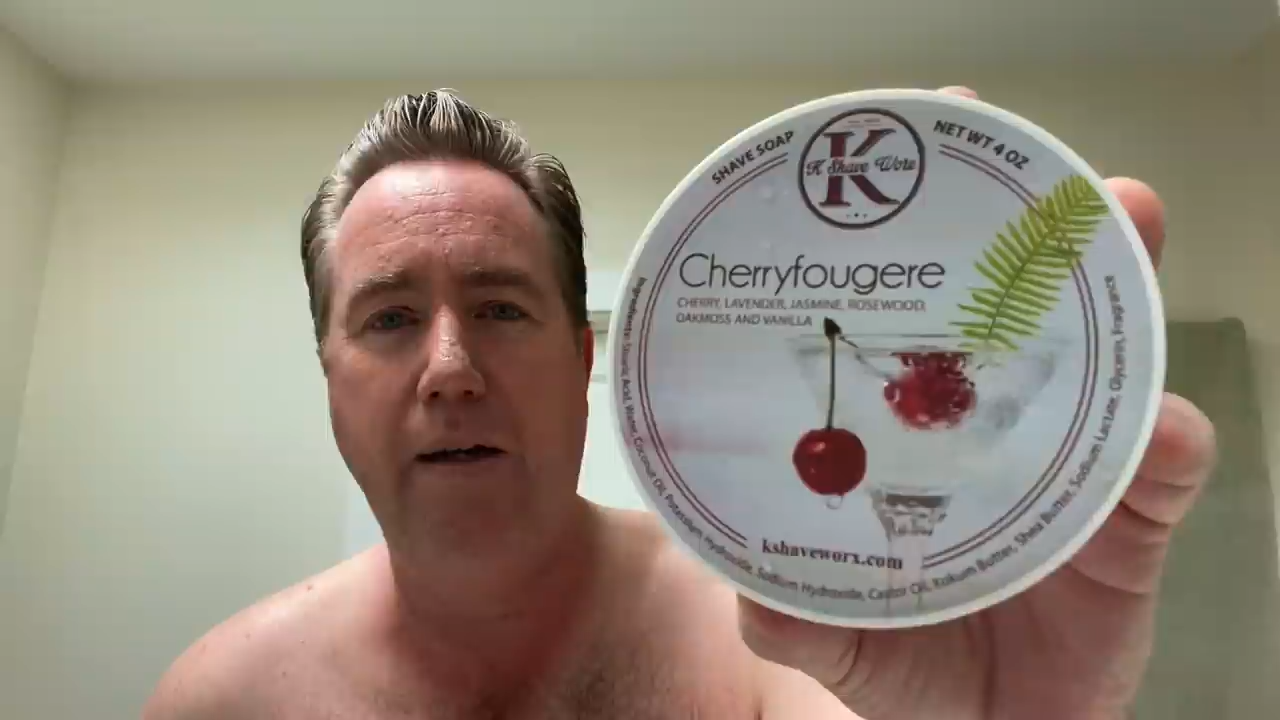 SHAVE SOAP
K
K Shave Worx
NET WT 4 OZ
Cherryfougere
CHERRY, LAVENDER, JASMINE, ROSEWOOD,
OAKMOSS AND VANILLA
kshaveworx.com
Ingredients: Stearic Acid, Water, Coconut Oil, Potassium Hydroxide, Sodium Hydroxide, Castor Oil, Kokum Butter, Shea Butter, Sodium Lactate, Glycerin, Fragrance